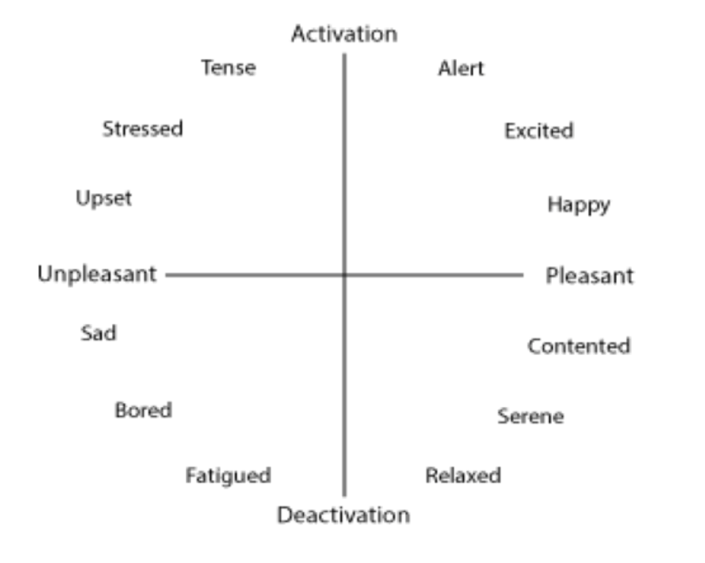 Activation
Tense Alert
Stressed Excited
Upset Happy
Unpleasant Pleasant
Sad Contented
Bored Serene
Fatigued Relaxed
Deactivation